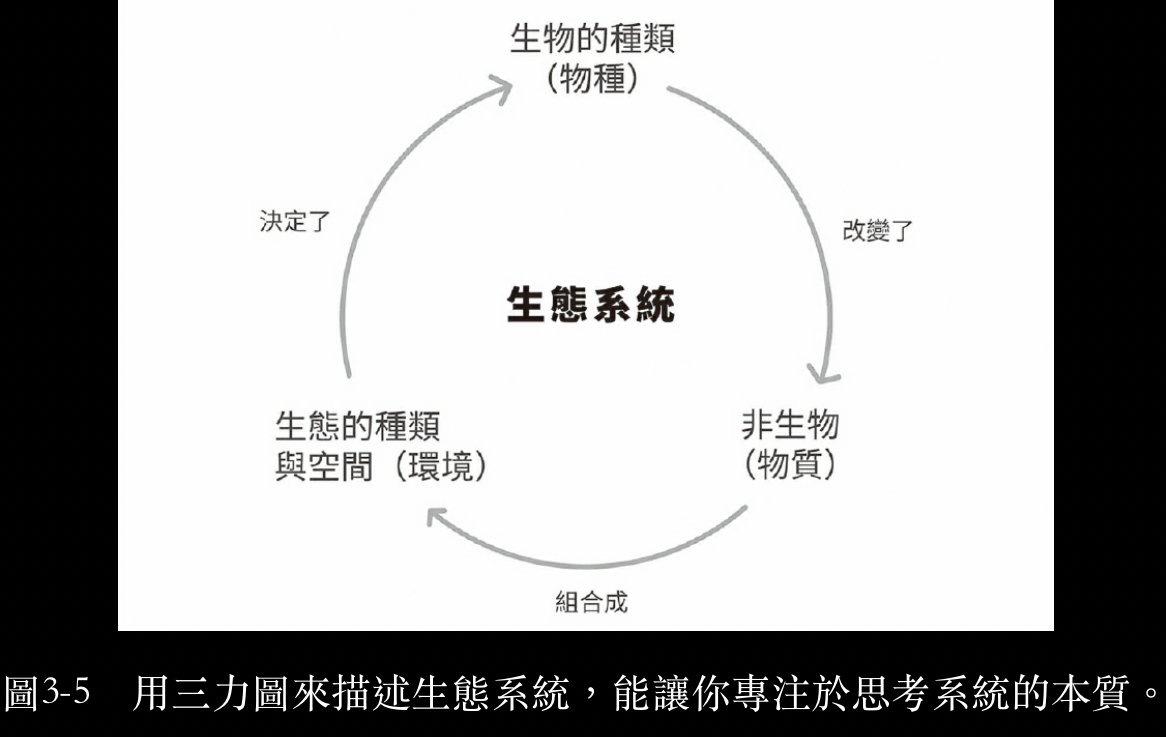 生物的種類
（物種）
決定了
改變了
生態系統
生態的種類
與空間（環境）
非生物
（物質）
組合成
圖3-5　用三力圖來描述生態系統，能讓你專注於思考系統的本質。